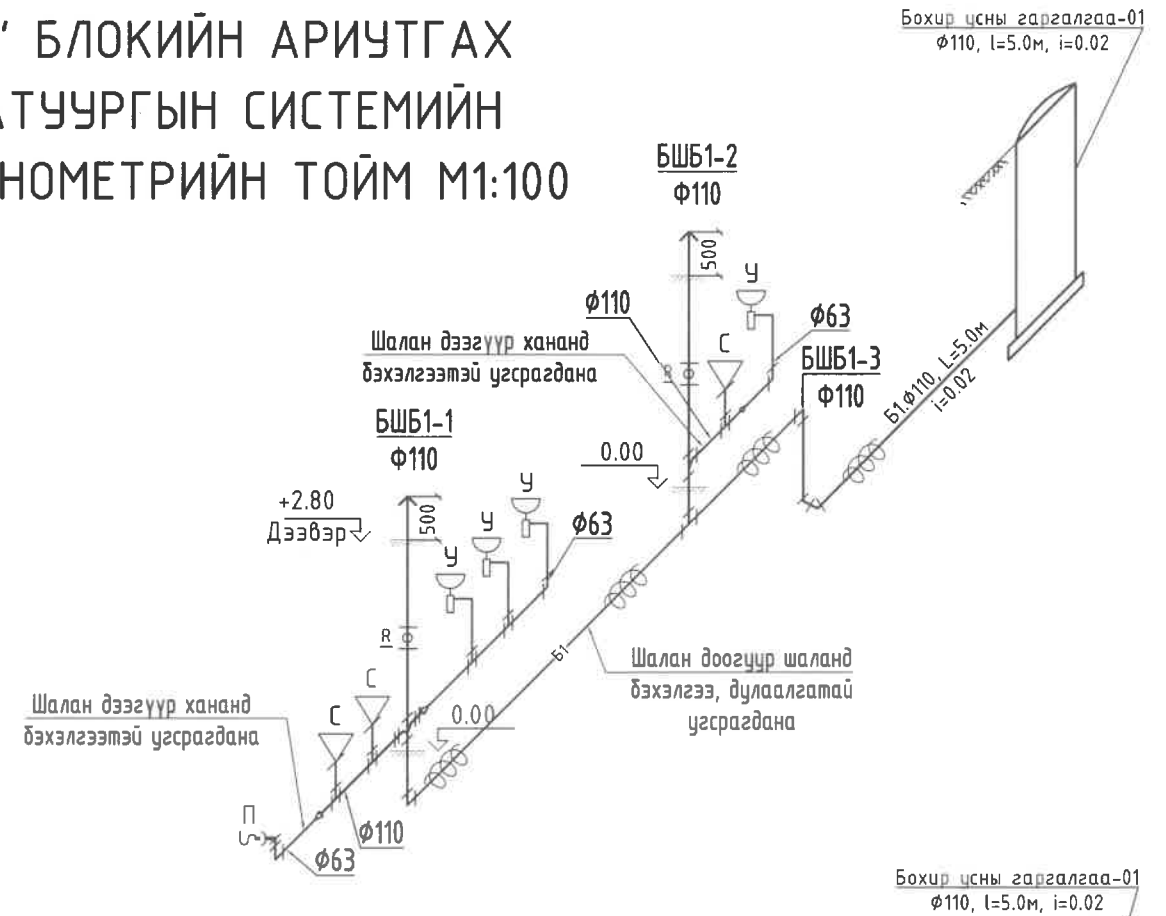 " БЛОКИЙН АРИУТГАХ
ТУУРГЫН СИСТЕМИЙН
НОМЕТРИЙН ТОЙМ М1:100
Бохир усны гаргалгаа-01
Ф110, l=5.0м, i=0.02
БШБ1-2
Ф110
500
У
Ф110
Ф63
Шалан дээгүүр хананд
бэхэлгээтэй угсрагдана
С
R
БШБ1-3
Ф110
Б1.Ф110, L=5.0м
i=0.02
БШБ1-1
Ф110
0.00
+2.80
Дээвэр
500
У
У
У
Ф63
R
Б1
Шалан доогуур шаланд
бэхэлгээ, дулаалгатай
угсрагдана
Шалан дээгүүр хананд
бэхэлгээтэй угсрагдана
С
С
0.00
П
Ф110
Ф63
Бохир усны гаргалгаа-01
Ф110, l=5.0м, i=0.02